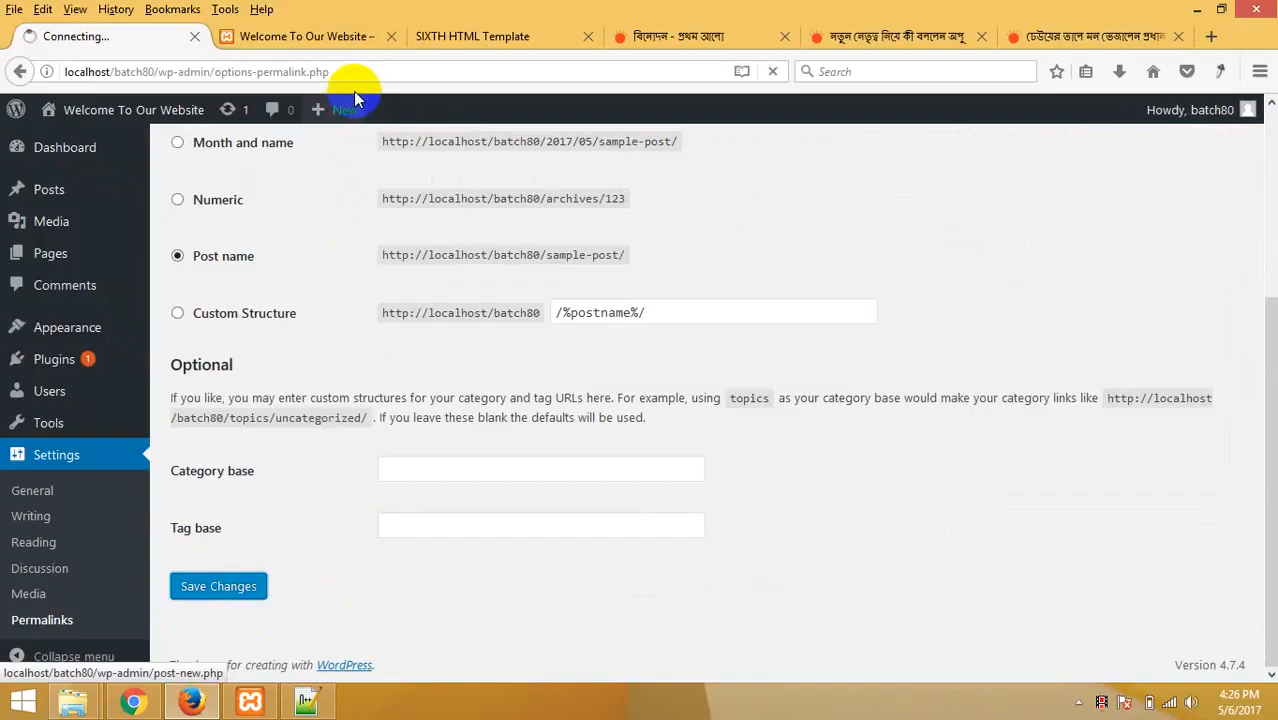 File Edit View History Bookmarks Tools Help
Connecting... Welcome To Our Website – SIXTH HTML Template বিনোদন - প্রথম আলো নতুন নেতৃত্ব নিয়ে কী বললেন অপু ঢেউয়ের তালে মন ভেজালেন প্রধান
localhost/batch80/wp-admin/options-permalink.php Search
Welcome To Our Website 1 0 New Howdy, batch80
Dashboard
Posts
Media
Pages
Comments
Appearance
Plugins 1
Users
Tools
Settings
General
Writing
Reading
Discussion
Media
Permalinks
Collapse menu
Month and name http://localhost/batch80/2017/05/sample-post/
Numeric http://localhost/batch80/archives/123
Post name http://localhost/batch80/sample-post/
Custom Structure http://localhost/batch80 /%postname%/
Optional
If you like, you may enter custom structures for your category and tag URLs here. For example, using topics as your category base would make your category links like http://localhost
/batch80/topics/uncategorized/ . If you leave these blank the defaults will be used.
Category base
Tag base
Save Changes
for creating with WordPress. Version 4.7.4
localhost/batch80/wp-admin/post-new.php
4:26 PM
5/6/2017